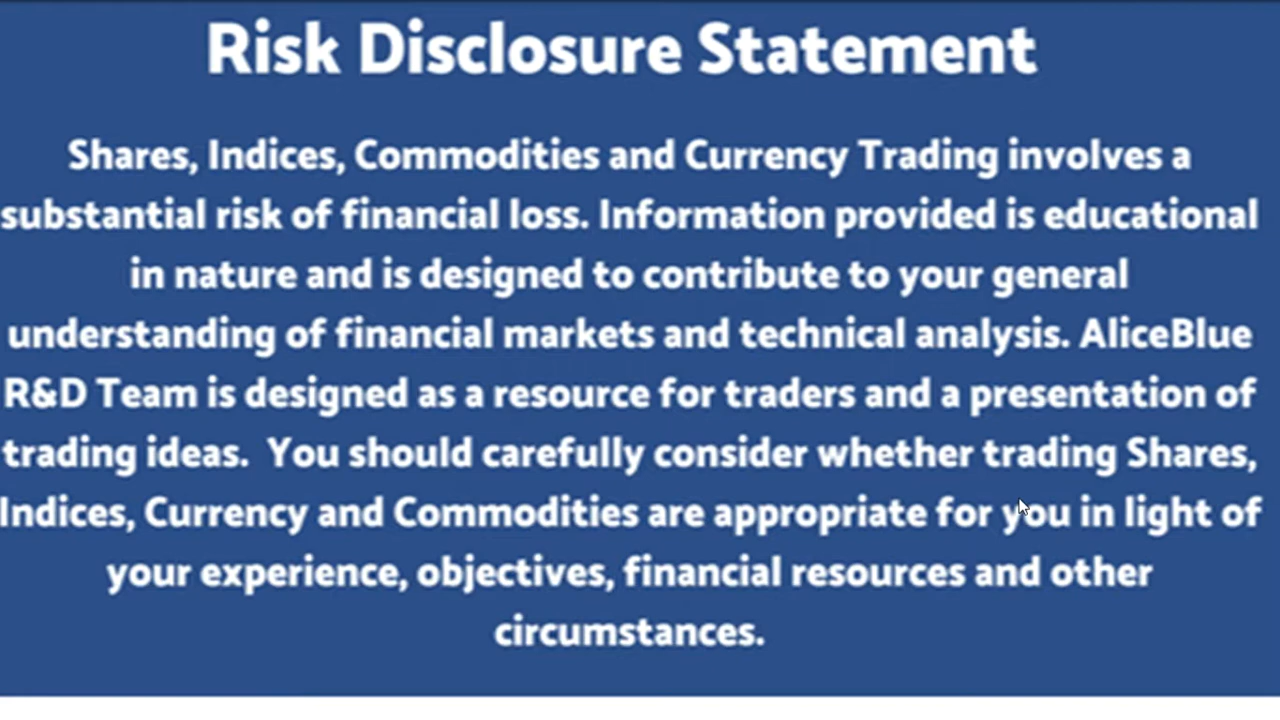 Risk Disclosure Statement
Shares, Indices, Commodities and Currency Trading involves a
substantial risk of financial loss. Information provided is educational
in nature and is designed to contribute to your general
understanding of financial markets and technical analysis. AliceBlue
R&D Team is designed as a resource for traders and a presentation of
trading ideas.  You should carefully consider whether trading Shares,
Indices, Currency and Commodities are appropriate for you in light of
your experience, objectives, financial resources and other
circumstances.